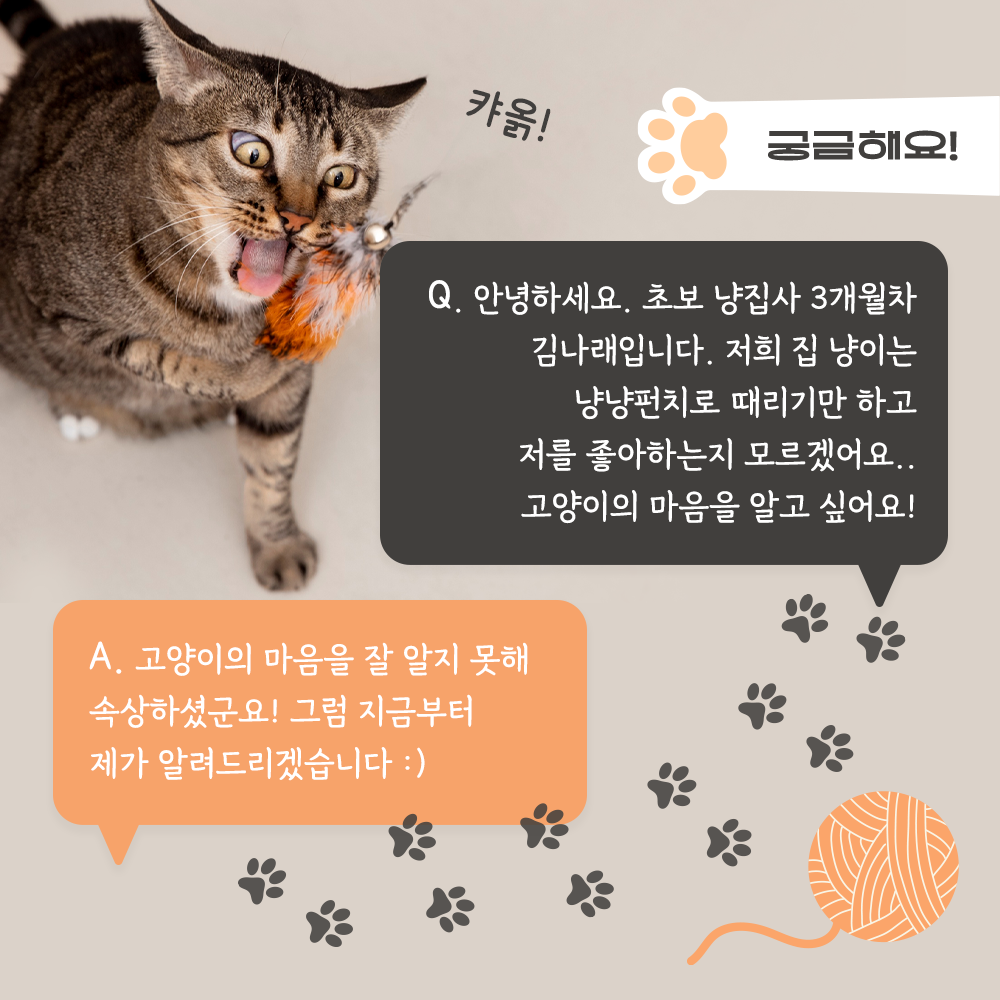 캬옭!
궁금해요!
Q. 안녕하세요. 초보 냥집사 3개월차
김나래입니다. 저희 집 냥이는
냥냥펀치로 때리기만 하고
저를 좋아하는지 모르겠어요..
고양이의 마음을 알고 싶어요!
A. 고양이의 마음을 잘 알지 못해
속상하셨군요! 그럼 지금부터
제가 알려드리겠습니다 :)